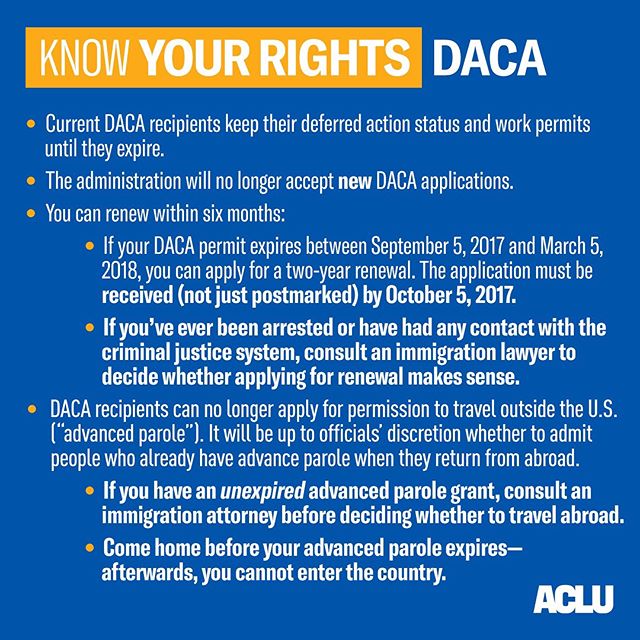 KNOW YOUR RIGHTS DACA
• Current DACA recipients keep their deferred action status and work permits
until they expire.
• The administration will no longer accept new DACA applications.
• You can renew within six months:
• If your DACA permit expires between September 5, 2017 and March 5,
2018, you can apply for a two-year renewal. The application must be
received (not just postmarked) by October 5, 2017.
• If you’ve ever been arrested or have had any contact with the
criminal justice system, consult an immigration lawyer to
decide whether applying for renewal makes sense.
• DACA recipients can no longer apply for permission to travel outside the U.S.
(“advanced parole”). It will be up to officials’ discretion whether to admit
people who already have advance parole when they return from abroad.
• If you have an unexpired advanced parole grant, consult an
immigration attorney before deciding whether to travel abroad.
• Come home before your advanced parole expires—
afterwards, you cannot enter the country.
ACLU